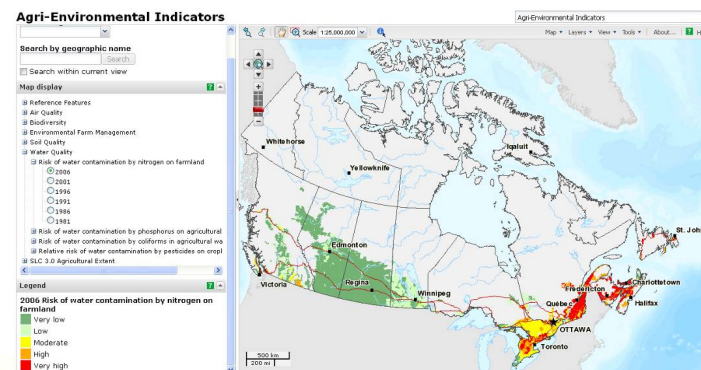 Agri-Environmental Indicators
Agri-Environmental Indicators
Scale 1:25,000,000
Map Layers View Tools About... ? H
Search by geographic name
Search
Search within current view
Map display ?
Reference Features
Air Quality
Biodiversity
Environmental Farm Management
Soil Quality
Water Quality
Risk of water contamination by nitrogen on farmland
2006
2001
1996
1991
1986
1981
Risk of water contamination by phosphorus on agricultural
Risk of water contamination by coliforms in agricultural wa
Relative risk of water contamination by pesticides on cropl
SLC 3.0 Agricultural Extent
Legend ?
2006 Risk of water contamination by nitrogen on
farmland
Very low
Low
Moderate
High
Very high
Whitehorse
Yellowknife
Iqaluit
Edmonton
Victoria
Regina
Winnipeg
St. Joh
Fredericton
Charlottetown
Québec
Halifax
OTTAWA
Toronto
500 km
200 mi